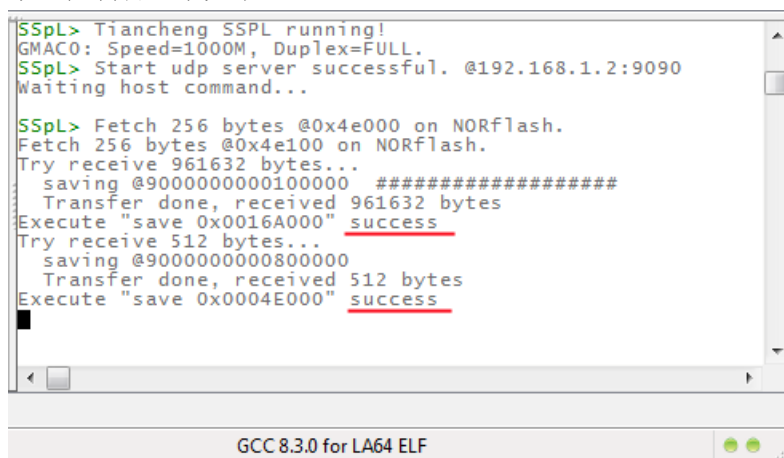 SSpL> Tiancheng SSPL running!
GMAC0: Speed=1000M, Duplex=FULL.
SSpL> Start udp server successful. @192.168.1.2:9090
Waiting host command...
SSpL> Fetch 256 bytes @0x4e000 on NORflash.
Fetch 256 bytes @0x4e100 on NORflash.
Try receive 961632 bytes...
saving @9000000000100000 ###################
Transfer done, received 961632 bytes
Execute "save 0x0016A000" success
Try receive 512 bytes...
saving @9000000000800000
Transfer done, received 512 bytes
Execute "save 0x0004E000" success
GCC 8.3.0 for LA64 ELF